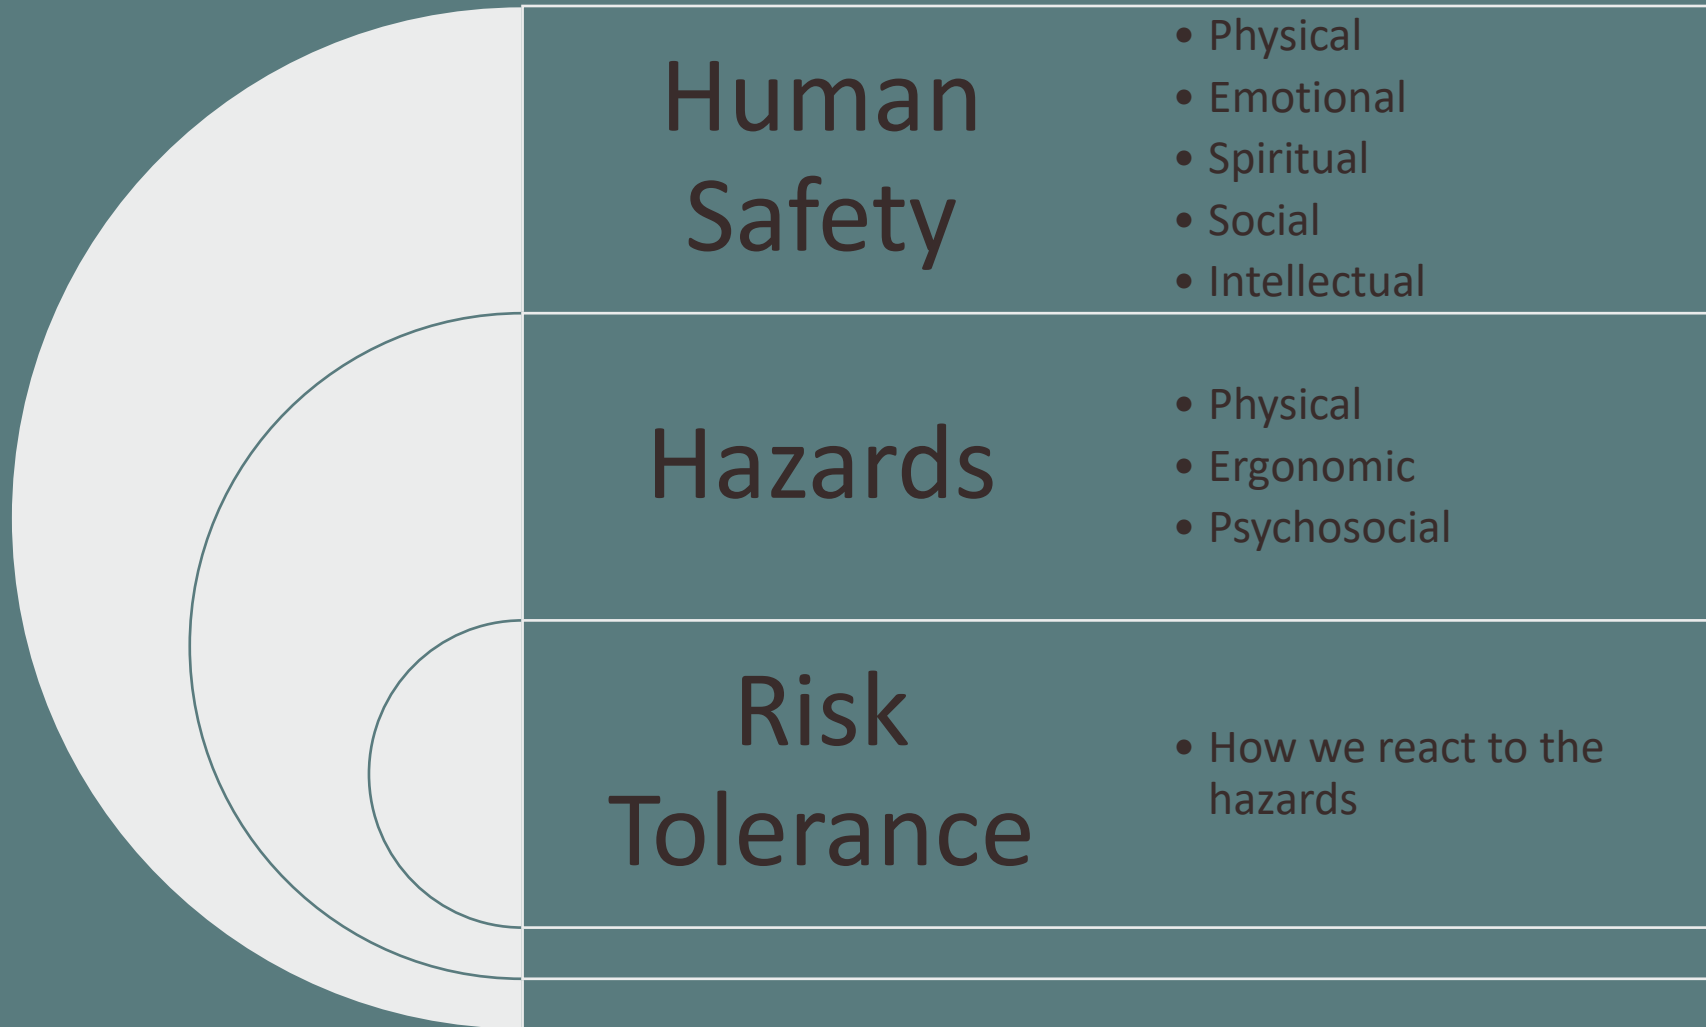 Human
Safety
• Physical
• Emotional
• Spiritual
• Social
• Intellectual
Hazards
• Physical
• Ergonomic
• Psychosocial
Risk
Tolerance
• How we react to the
hazards